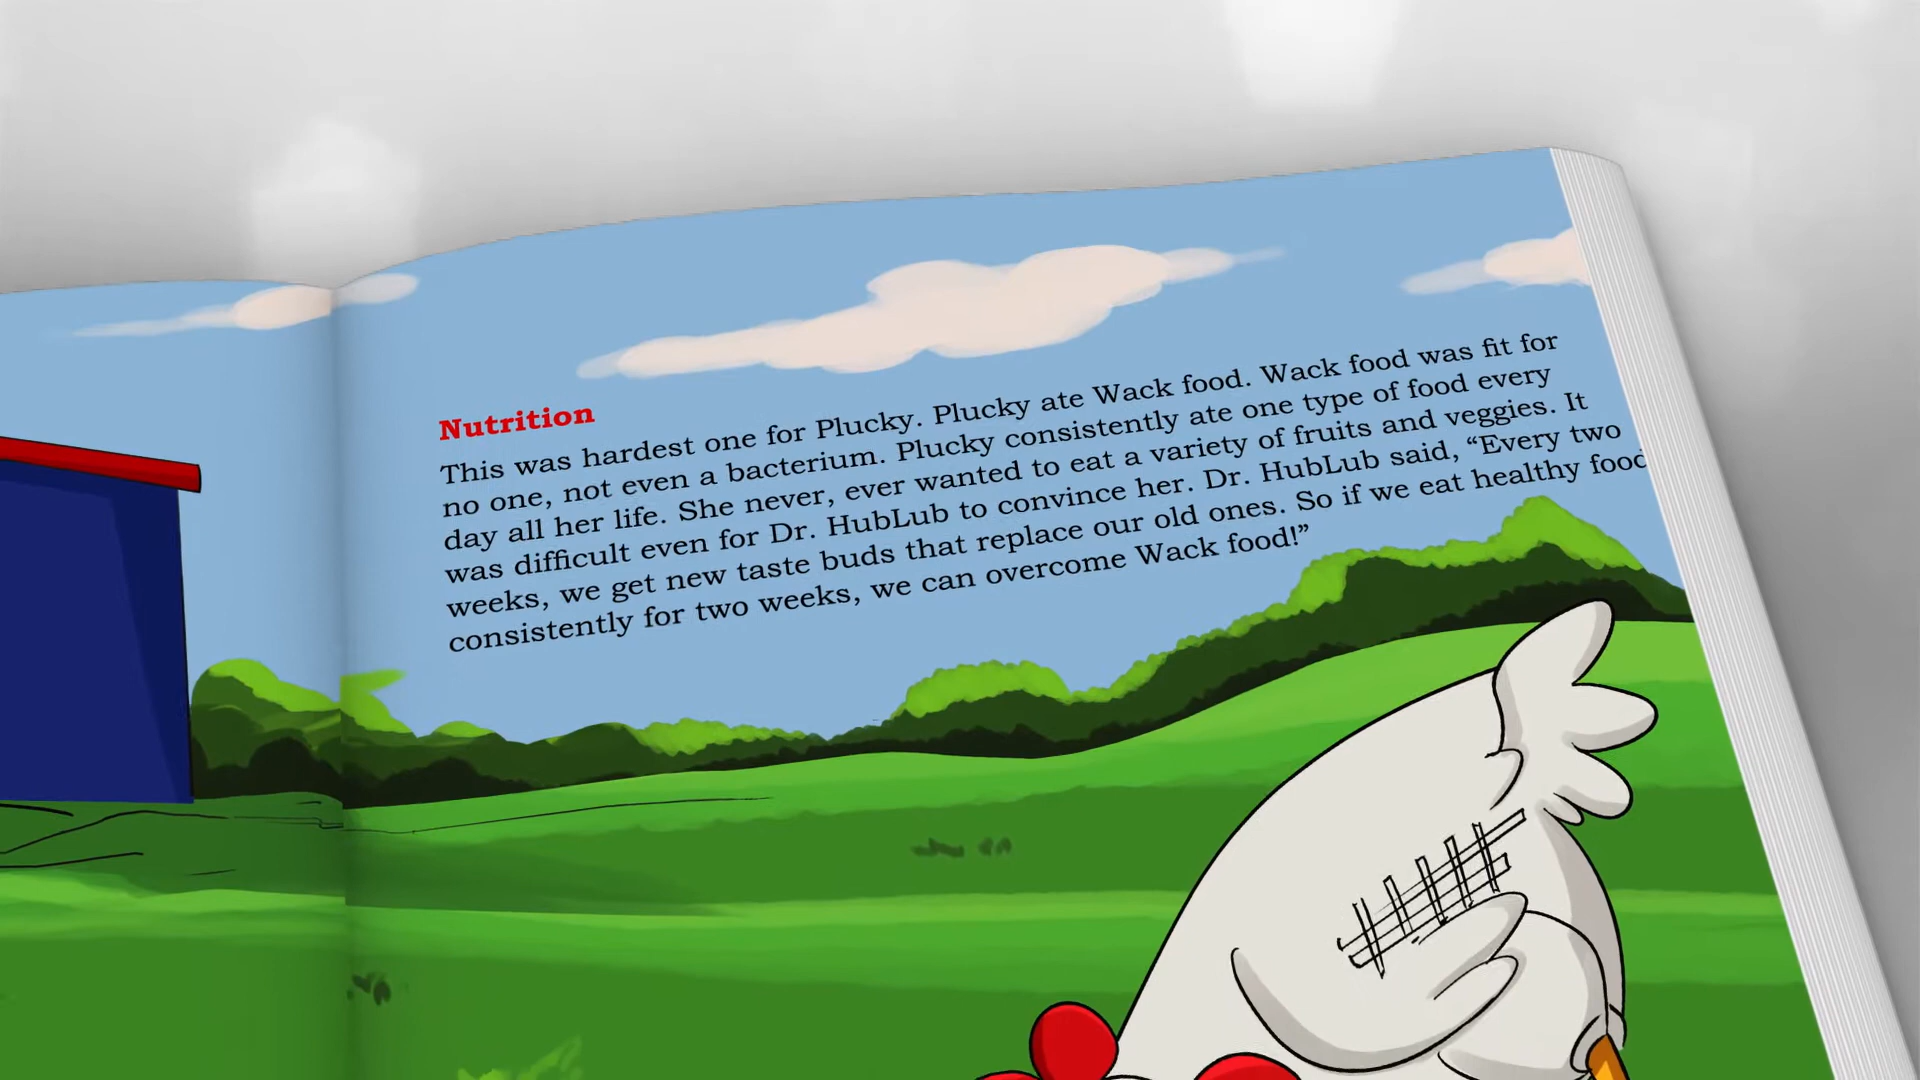 Nutrition
This was hardest one for Plucky. Plucky ate Wack food. Wack food was fit for
no one, not even a bacterium. Plucky consistently ate one type of food every
day all her life. She never, ever wanted to eat a variety of fruits and veggies. It
was difficult even for Dr. HubLub to convince her. Dr. HubLub said, “Every two
weeks, we get new taste buds that replace our old ones. So if we eat healthy food
consistently for two weeks, we can overcome Wack food!”